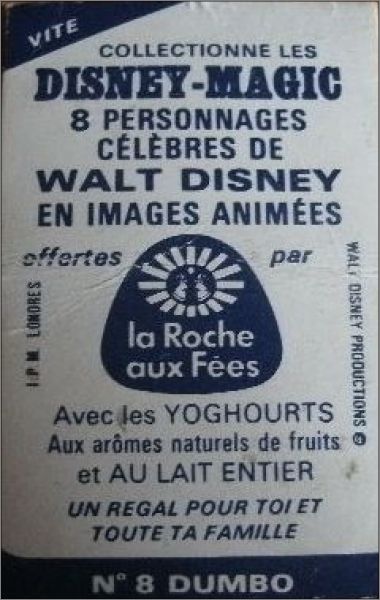 VITE
COLLECTIONNE LES
DISNEY-MAGIC
8 PERSONNAGES
CÉLÈBRES DE
WALT DISNEY
EN IMAGES ANIMÉES
offertes par
la Roche
aux Fées
I.P.M. LONDRES
WALT DISNEY PRODUCTIONS ©
Avec les YOGHOURTS
Aux arômes naturels de fruits
et AU LAIT ENTIER
UN REGAL POUR TOI ET
TOUTE TA FAMILLE
N° 8 DUMBO